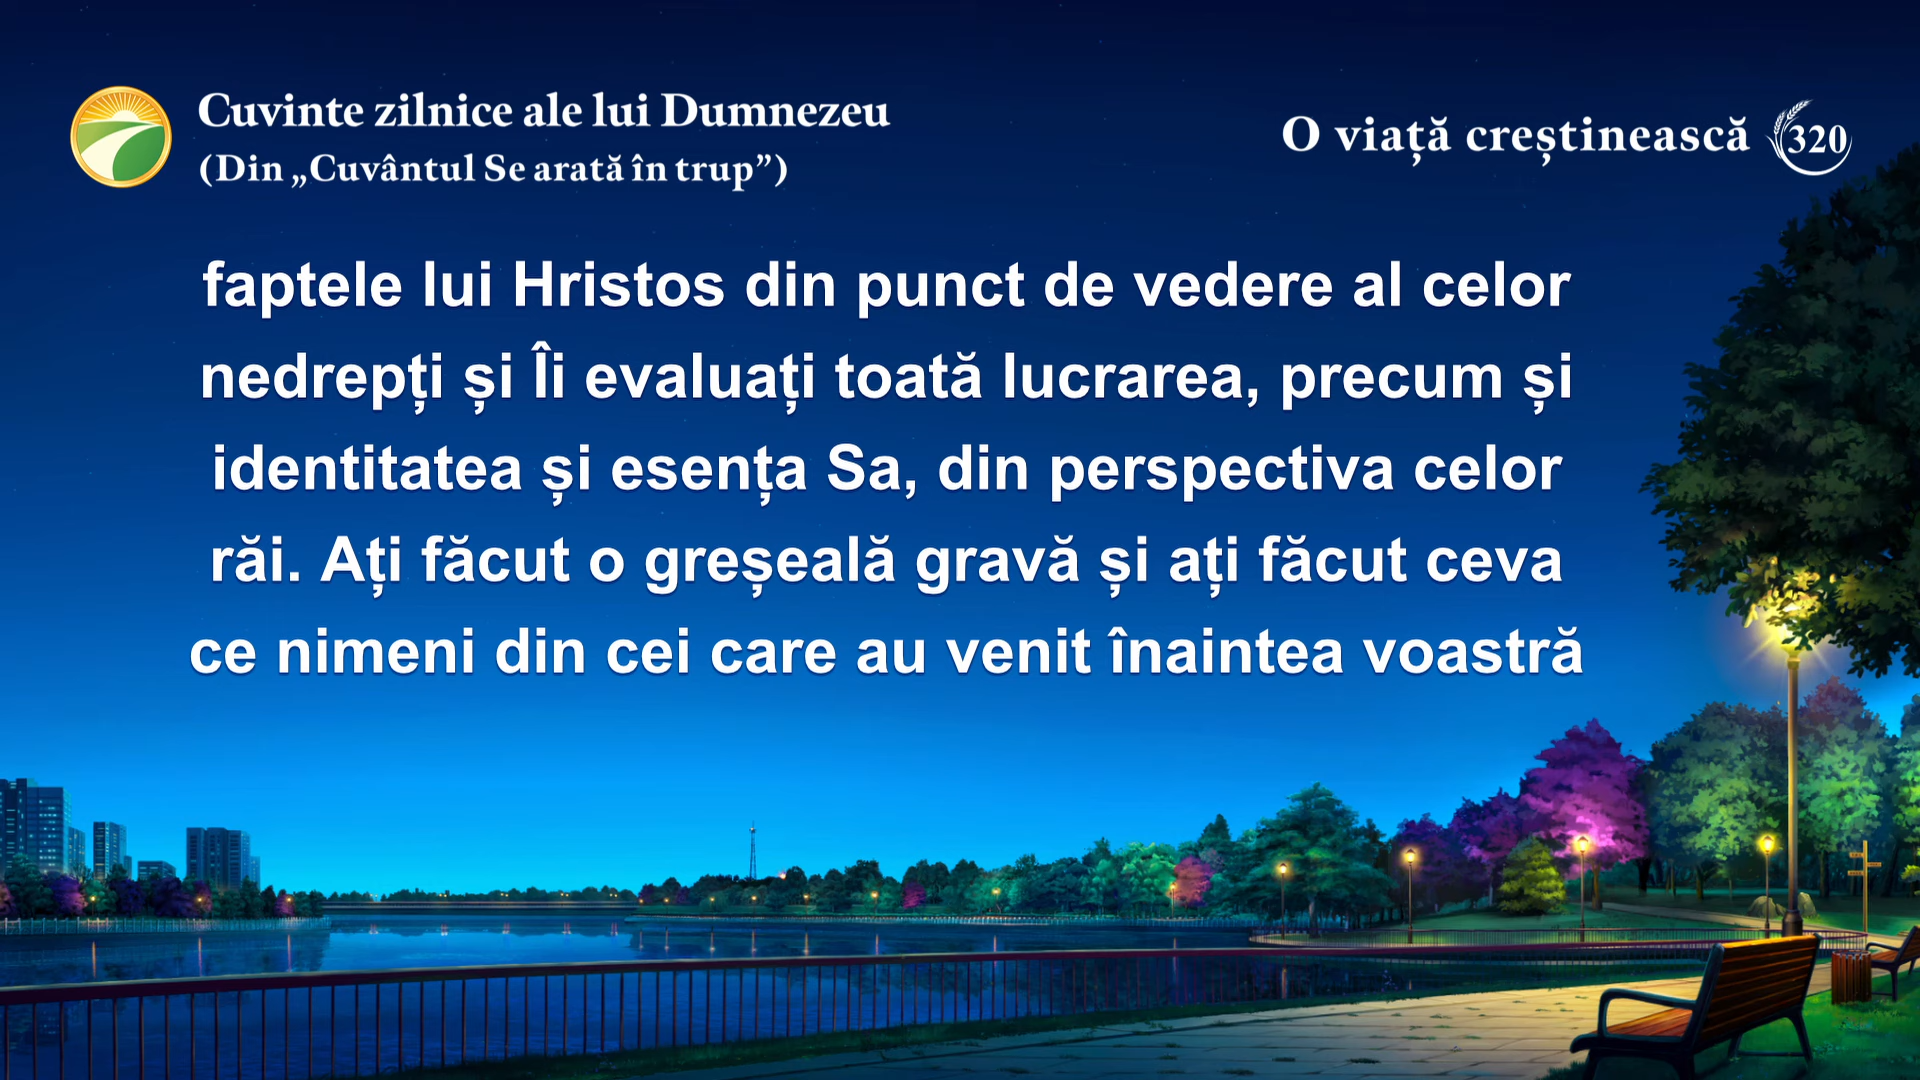 Cuvinte zilnice ale lui Dumnezeu
(Din „Cuvântul Se arată în trup”)
O viață creștinească 320
faptele lui Hristos din punct de vedere al celor
nedrepți și Îi evaluați toată lucrarea, precum și
identitatea și esența Sa, din perspectiva celor
răi. Ați făcut o greșeală gravă și ați făcut ceva
ce nimeni din cei care au venit înaintea voastră